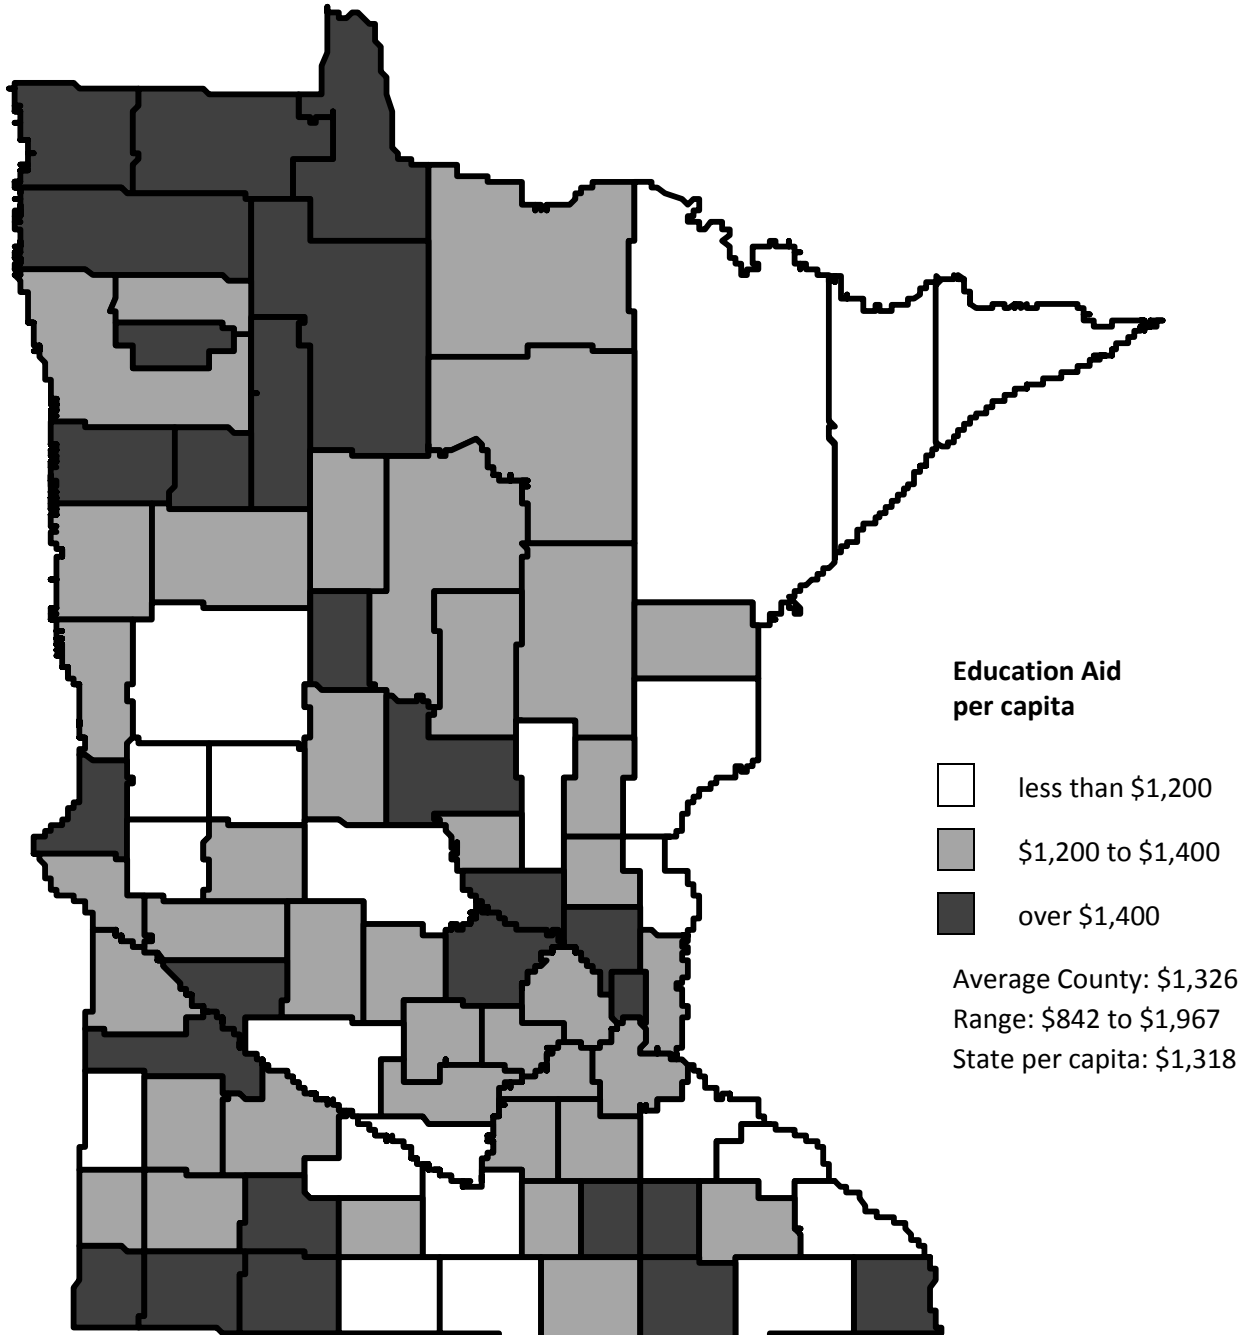 Education Aid
per capita
less than $1,200
$1,200 to $1,400
over $1,400
Average County: $1,326
Range: $842 to $1,967
State per capita: $1,318